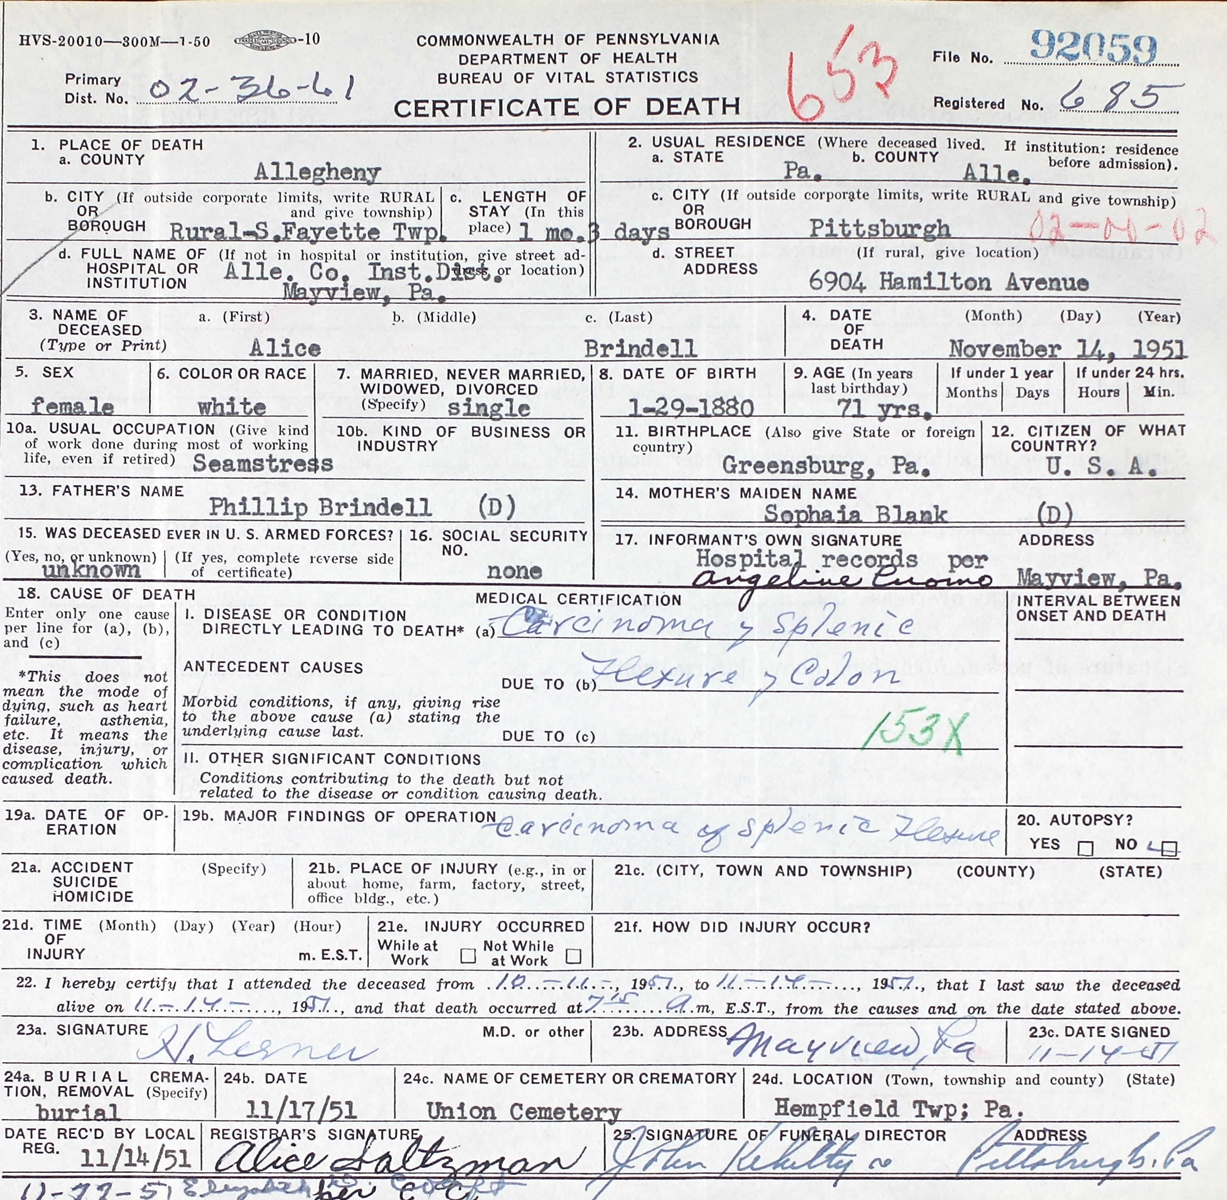 HVS-20010—300M—1-50 -10
COMMONWEALTH OF PENNSYLVANIA
DEPARTMENT OF HEALTH
BUREAU OF VITAL STATISTICS
CERTIFICATE OF DEATH
653
File No. 92059
Primary Dist. No. 02-36-61
Registered No. 685
1. PLACE OF DEATH
a. COUNTY
Allegheny
2. USUAL RESIDENCE (Where deceased lived. If institution: residence before admission).
a. STATE Pa. b. COUNTY Alle.
b. CITY (If outside corporate limits, write RURAL
OR and give township)
BOROUGH Rural-S.Fayette Twp.
c. LENGTH OF
STAY (In this
place) 1 mo.3 days
c. CITY (If outside corporate limits, write RURAL and give township)
OR
BOROUGH Pittsburgh 02-00-02
d. FULL NAME OF (If not in hospital or institution, give street ad-
HOSPITAL OR dress or location)
INSTITUTION Alle. Co. Inst.Dist.
Mayview, Pa.
d. STREET (If rural, give location)
ADDRESS
6904 Hamilton Avenue
3. NAME OF a. (First) b. (Middle) c. (Last)
DECEASED
(Type or Print) Alice Brindell
4. DATE (Month) (Day) (Year)
OF
DEATH November 14, 1951
5. SEX
female
6. COLOR OR RACE
white
7. MARRIED, NEVER MARRIED,
WIDOWED, DIVORCED
(Specify) single
8. DATE OF BIRTH
1-29-1880
9. AGE (In years
last birthday)
71 yrs.
If under 1 year
Months Days
If under 24 hrs.
Hours Min.
10a. USUAL OCCUPATION (Give kind
of work done during most of working
life, even if retired) Seamstress
10b. KIND OF BUSINESS OR
INDUSTRY
11. BIRTHPLACE (Also give State or foreign
country)
Greensburg, Pa.
12. CITIZEN OF WHAT
COUNTRY?
U. S. A.
13. FATHER'S NAME
Phillip Brindell (D)
14. MOTHER'S MAIDEN NAME
Sophaia Blank (D)
15. WAS DECEASED EVER IN U. S. ARMED FORCES?
(Yes, no, or unknown) (If yes, complete reverse side
of certificate)
unknown
16. SOCIAL SECURITY
NO.
none
17. INFORMANT'S OWN SIGNATURE ADDRESS
Hospital records per
Angeline Cuomo Mayview, Pa.
18. CAUSE OF DEATH
Enter only one cause
per line for (a), (b),
and (c)
*This does not
mean the mode of
dying, such as heart
failure, asthenia,
etc. It means the
disease, injury, or
complication which
caused death.
MEDICAL CERTIFICATION
INTERVAL BETWEEN
ONSET AND DEATH
I. DISEASE OR CONDITION
DIRECTLY LEADING TO DEATH* (a) Carcinoma of splenic
ANTECEDENT CAUSES
DUE TO (b) Flexure of Colon
Morbid conditions, if any, giving rise
to the above cause (a) stating the
underlying cause last.
DUE TO (c)
153X
II. OTHER SIGNIFICANT CONDITIONS
Conditions contributing to the death but not
related to the disease or condition causing death.
19a. DATE OF OP-
ERATION
19b. MAJOR FINDINGS OF OPERATION Carcinoma of splenic Flexure
20. AUTOPSY?
YES NO
21a. ACCIDENT (Specify)
SUICIDE
HOMICIDE
21b. PLACE OF INJURY (e.g., in or
about home, farm, factory, street,
office bldg., etc.)
21c. (CITY, TOWN AND TOWNSHIP) (COUNTY) (STATE)
21d. TIME (Month) (Day) (Year) (Hour)
OF
INJURY m. E.S.T.
21e. INJURY OCCURRED
While at Work Not While at Work
21f. HOW DID INJURY OCCUR?
22. I hereby certify that I attended the deceased from 10-11-, 1951, to 11-14-, 1951, that I last saw the deceased
alive on 11-14-, 1951, and that death occurred at 7 15 a m, E.S.T., from the causes and on the date stated above.
23a. SIGNATURE M.D. or other
H. Lerner
23b. ADDRESS
Mayview, Pa
23c. DATE SIGNED
11-14-51
24a. BURIAL CREMA-
TION, REMOVAL (Specify)
burial
24b. DATE
11/17/51
24c. NAME OF CEMETERY OR CREMATORY
Union Cemetery
24d. LOCATION (Town, township and county) (State)
Hempfield Twp; Pa.
DATE REC'D BY LOCAL
REG. 11/14/51
REGISTRAR'S SIGNATURE
Alice Saltzman
25. SIGNATURE OF FUNERAL DIRECTOR ADDRESS
Pittsburgh, Pa
11-22-51 Elizabeth
per